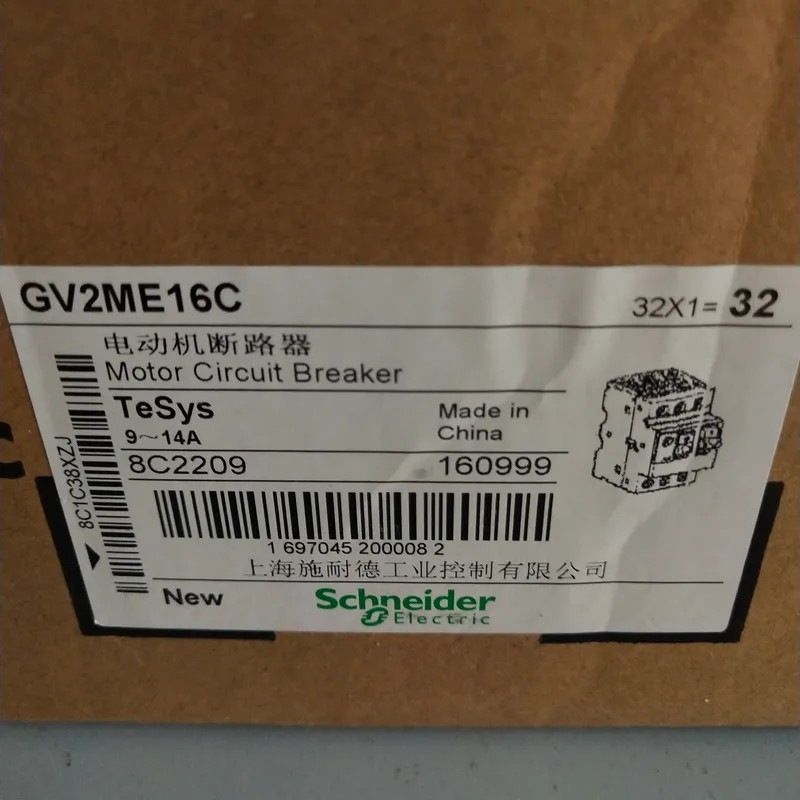 GV2ME16C
32X1= 32
电动机断路器
Motor Circuit Breaker
TeSys
9～14A
Made in
China
8C2209
160999
8C1C38XZJ
1 697045 200008 2
上海施耐德工业控制有限公司
New
Schneider
Electric